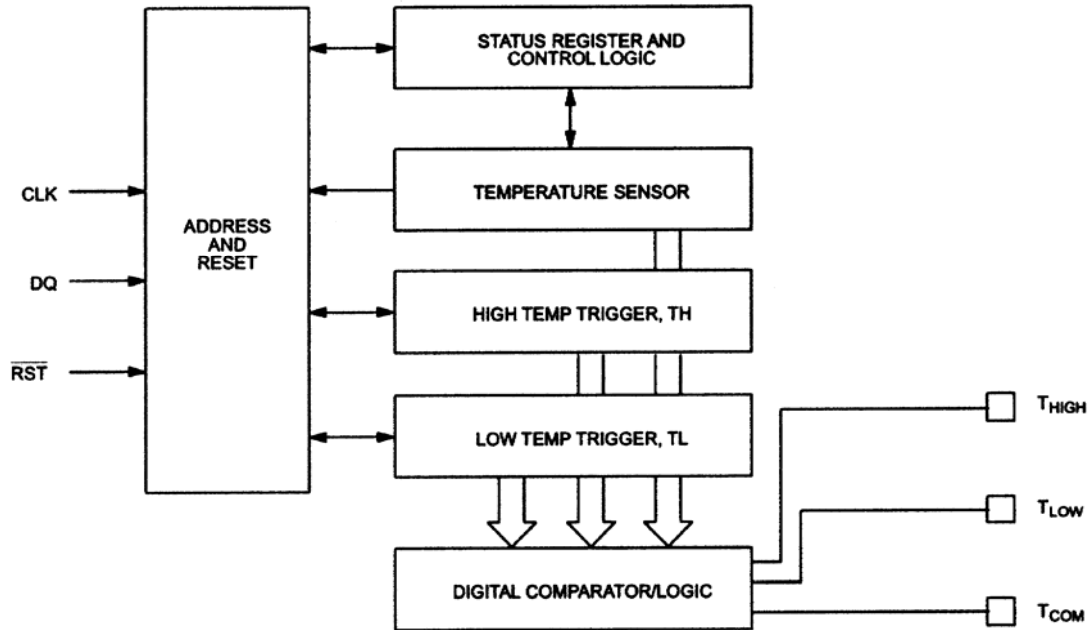 STATUS REGISTER AND
CONTROL LOGIC
TEMPERATURE SENSOR
CLK
ADDRESS
AND
RESET
DQ
HIGH TEMP TRIGGER, TH
RST
LOW TEMP TRIGGER, TL
THIGH
TLOW
DIGITAL COMPARATOR/LOGIC
TCOM